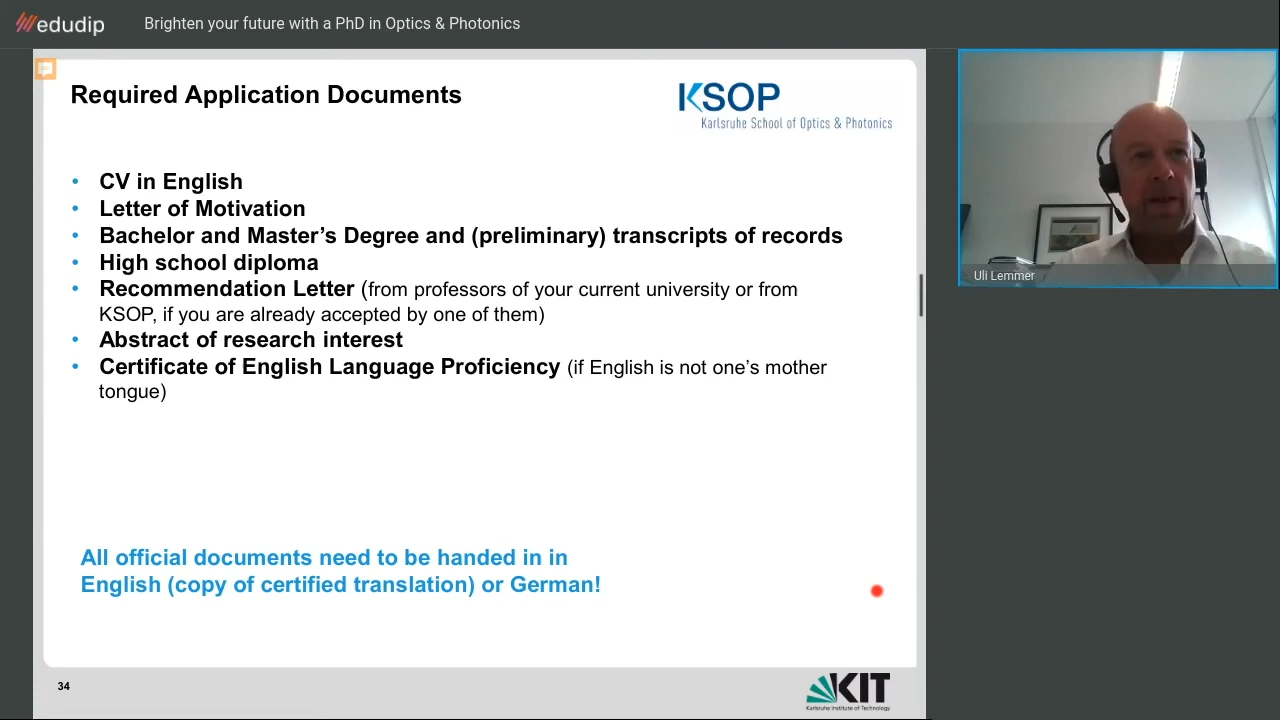 edudip
Brighten your future with a PhD in Optics & Photonics
Required Application Documents
KSOP
Karlsruhe School of Optics & Photonics
• CV in English
• Letter of Motivation
• Bachelor and Master’s Degree and (preliminary) transcripts of records
• High school diploma
• Recommendation Letter (from professors of your current university or from
KSOP, if you are already accepted by one of them)
• Abstract of research interest
• Certificate of English Language Proficiency (if English is not one’s mother
tongue)
All official documents need to be handed in in
English (copy of certified translation) or German!
34
KIT
Karlsruhe Institute of Technology
Uli Lemmer